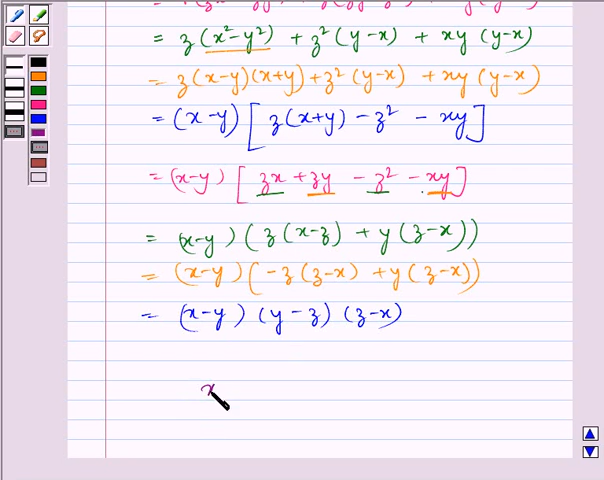 = z(x²-y²) + z²(y-x) + xy(y-x)
= z(x-y)(x+y)+z²(y-x) + xy(y-x)
= (x-y)[z(x+y) - z² - xy]
= (x-y)[zx + zy - z² - xy]
= (x-y)(z(x-z) + y(z-x))
= (x-y)(-z(z-x) + y(z-x))
= (x-y)(y-z)(z-x)
x